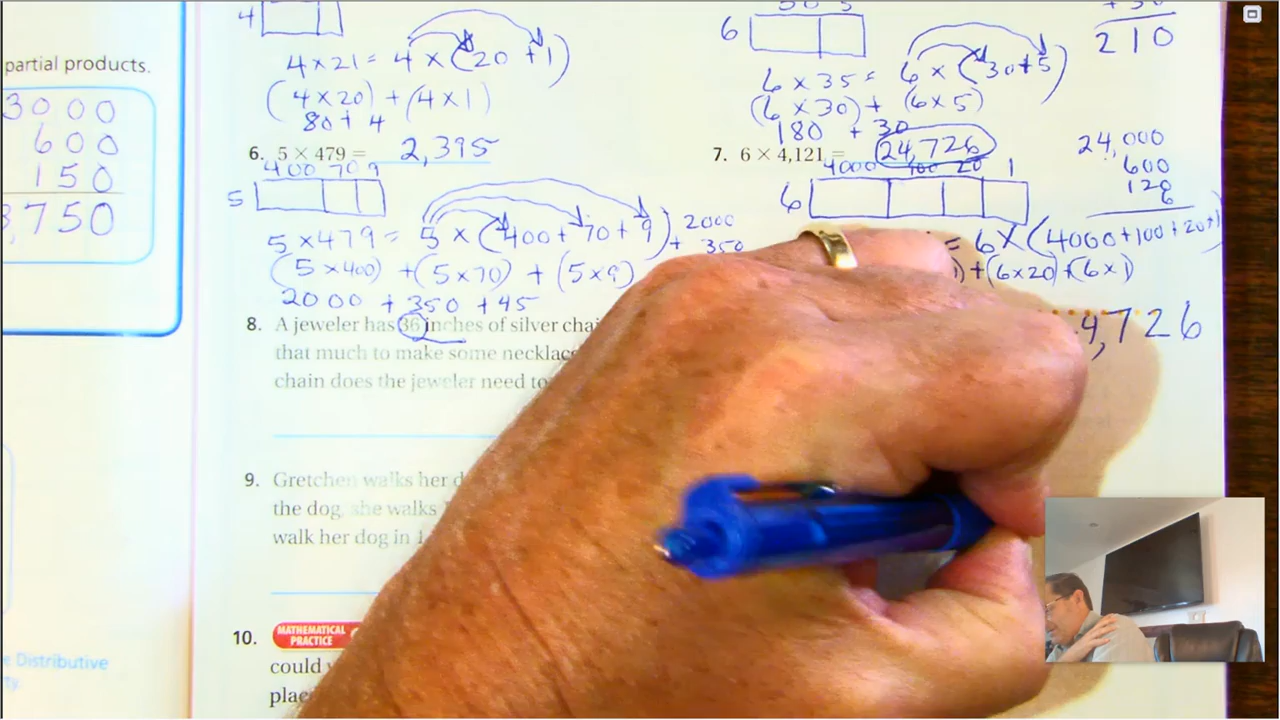 partial products.
3000
600
150
3,750
e Distributive
4
4 × 21 = 4 × (20 + 1)
(4 × 20) + (4 × 1)
80 + 4
6. 5 × 479 = 2,395
400 70 9
5
5 × 479 = 5 × (400 + 70 + 9)
2000
+ 350
(5 × 400) + (5 × 70) + (5 × 9)
2000 + 350 + 45
6
210
6 × 35 = 6 × (30 + 5)
(6 × 30) + (6 × 5)
180 + 30
7. 6 × 4,121 = 24,726
4000 100 20 1
6
24,000
600
120
6
= 6 × (4000 + 100 + 20 + 1
) + (6 × 20) + (6 × 1)
4,726
8. A jeweler has 36 inches of silver
that much to make some
chain does the jeweler need to
9. Gretchen walks her
the dog, she walks
walk her dog in
10. MATHEMATICAL PRACTICE
could